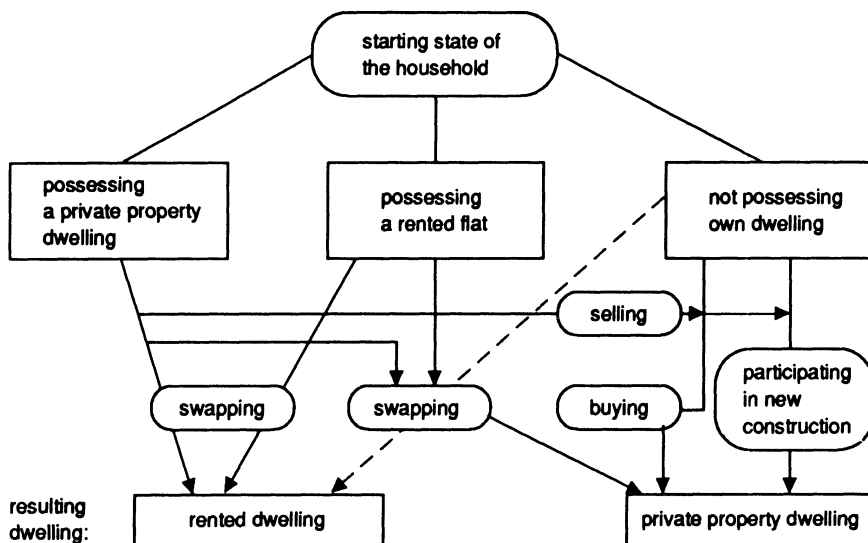 starting state of
the household
possessing
a private property
dwelling
possessing
a rented flat
not possessing
own dwelling
selling
swapping
swapping
buying
participating
in new
construction
resulting
dwelling:
rented dwelling
private property dwelling